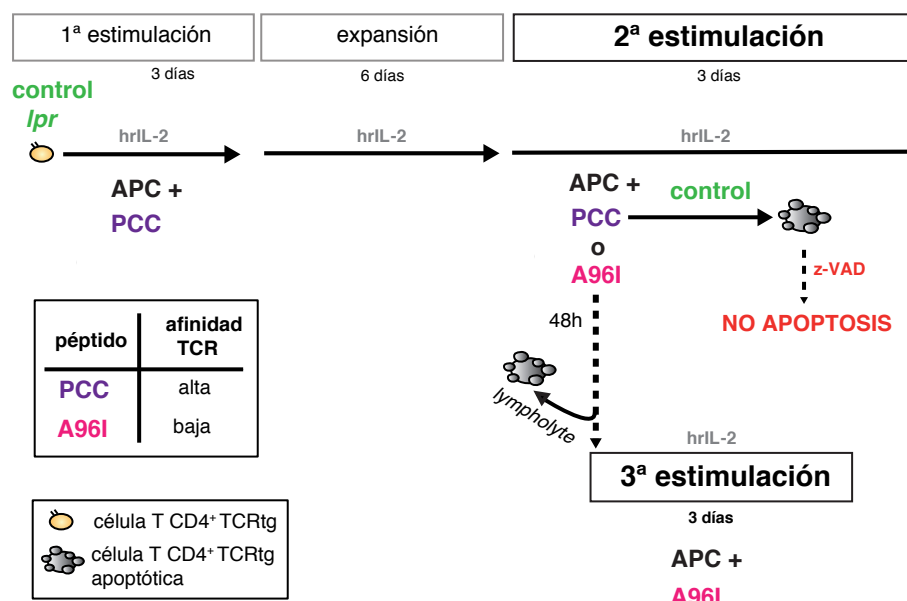 1ª estimulación
expansión
2ª estimulación
3 días
6 días
3 días
control
lpr
hrIL-2
hrIL-2
hrIL-2
APC +
PCC
APC +
PCC
o
A96I
control
z-VAD
NO APOPTOSIS
48h
lympholyte
péptido
afinidad
TCR
PCC
alta
A96I
baja
hrIL-2
3ª estimulación
3 días
APC +
A96I
célula T CD4+ TCRtg
célula T CD4+ TCRtg
apoptótica